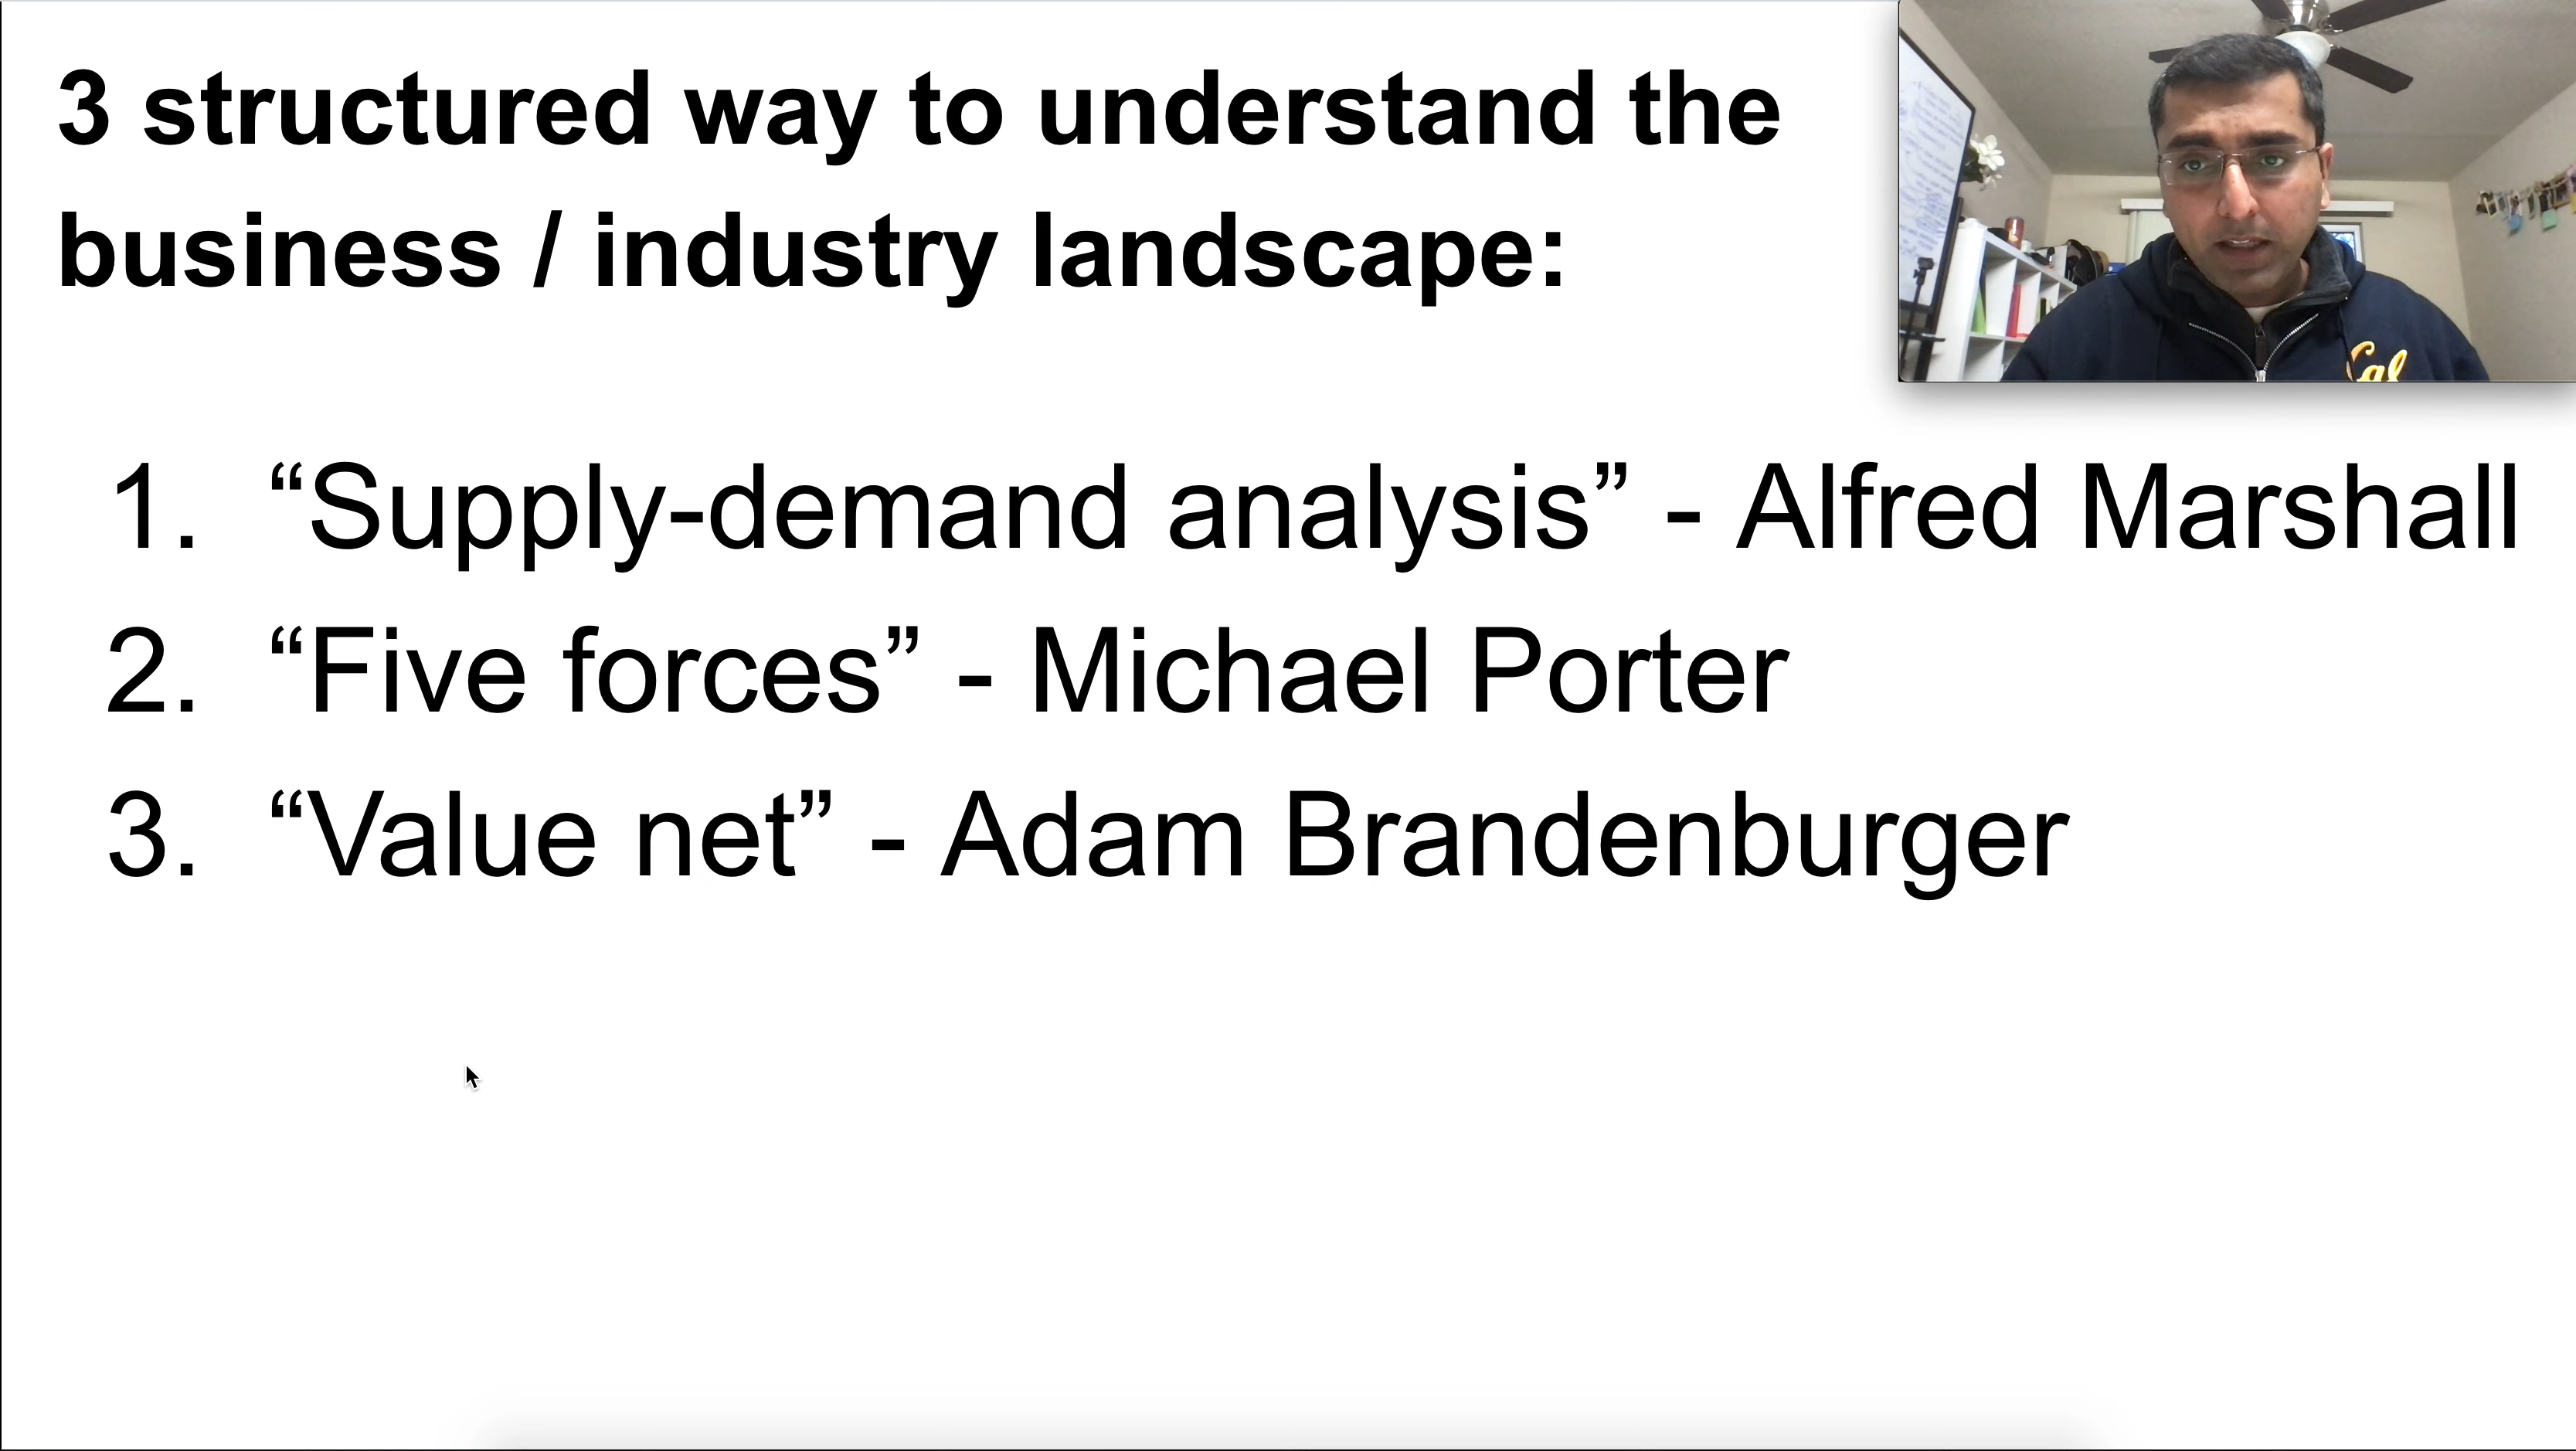 3 structured way to understand the
business / industry landscape:
1. “Supply-demand analysis” - Alfred Marshall
2. “Five forces” - Michael Porter
3. “Value net” - Adam Brandenburger
Cal